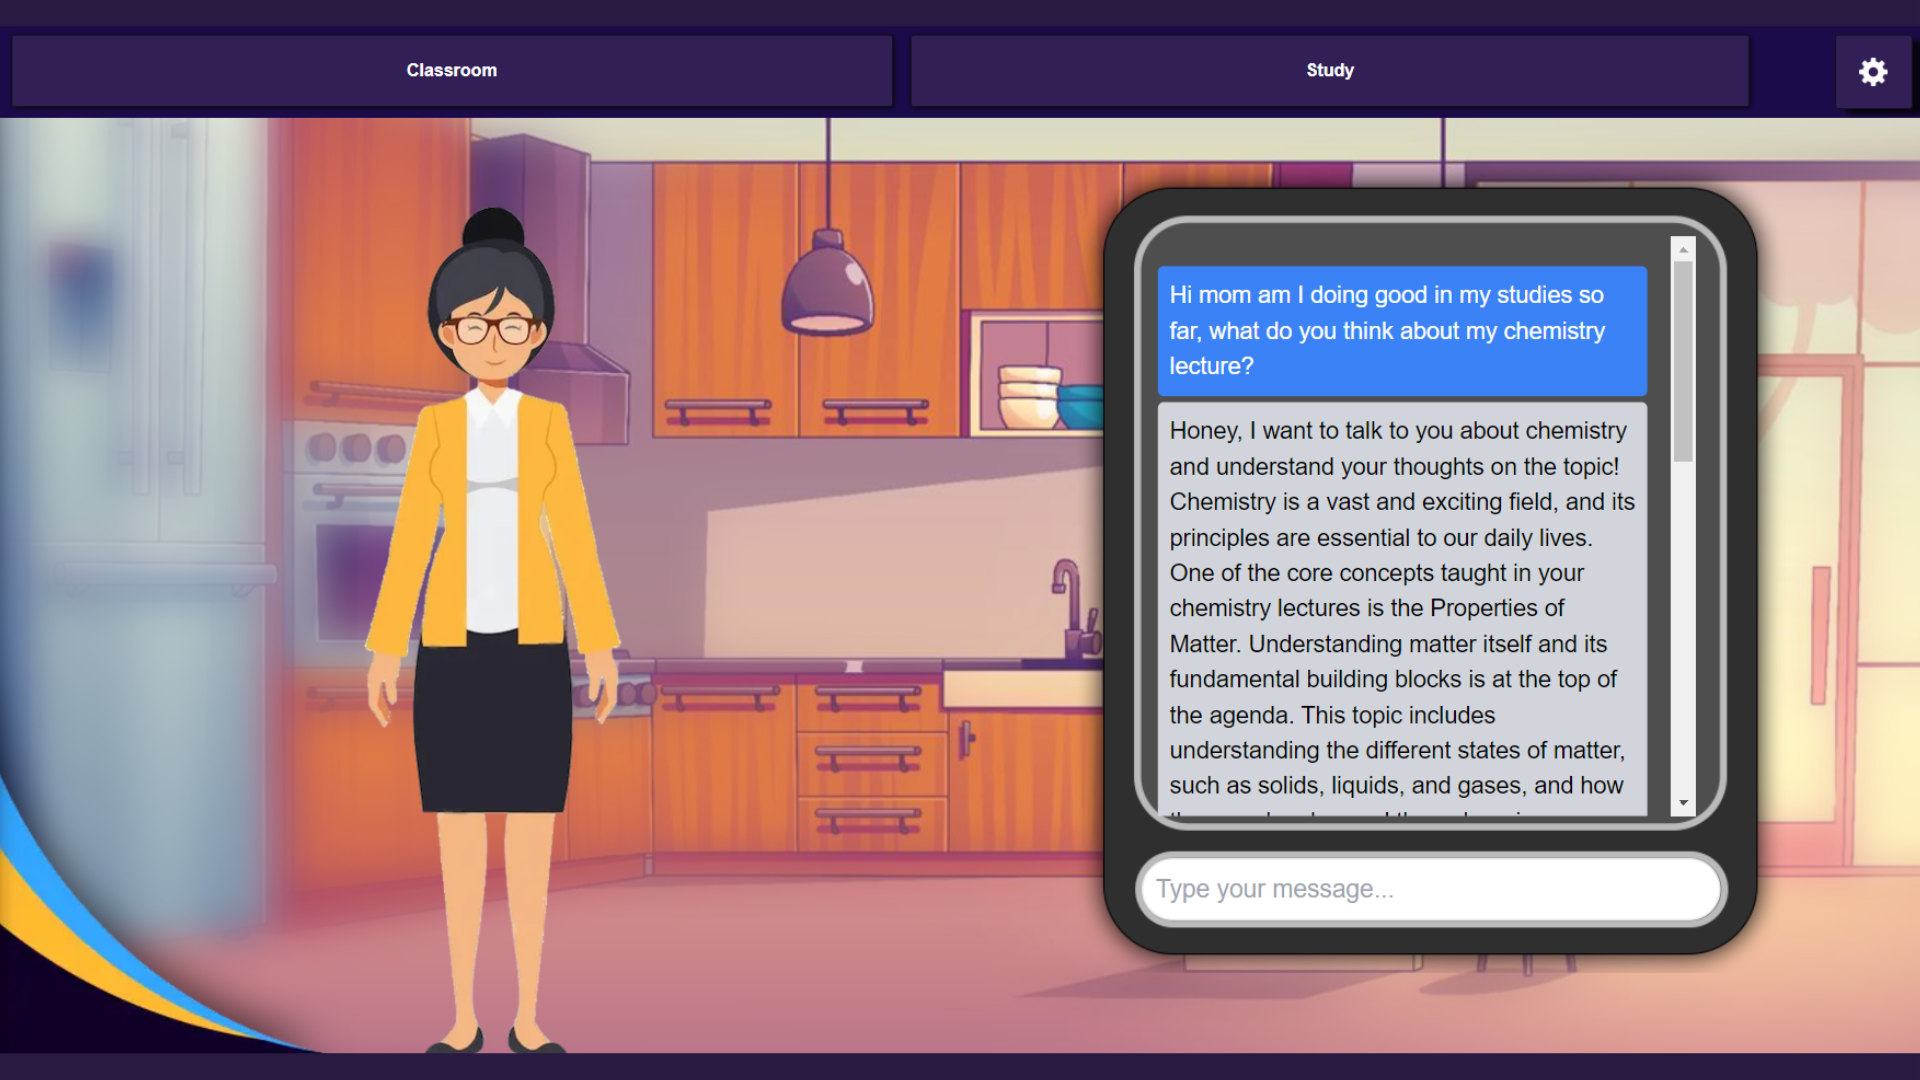 Classroom
Study
Hi mom am I doing good in my studies so
far, what do you think about my chemistry
lecture?
Honey, I want to talk to you about chemistry
and understand your thoughts on the topic!
Chemistry is a vast and exciting field, and its
principles are essential to our daily lives.
One of the core concepts taught in your
chemistry lectures is the Properties of
Matter. Understanding matter itself and its
fundamental building blocks is at the top of
the agenda. This topic includes
understanding the different states of matter,
such as solids, liquids, and gases, and how
Type your message...